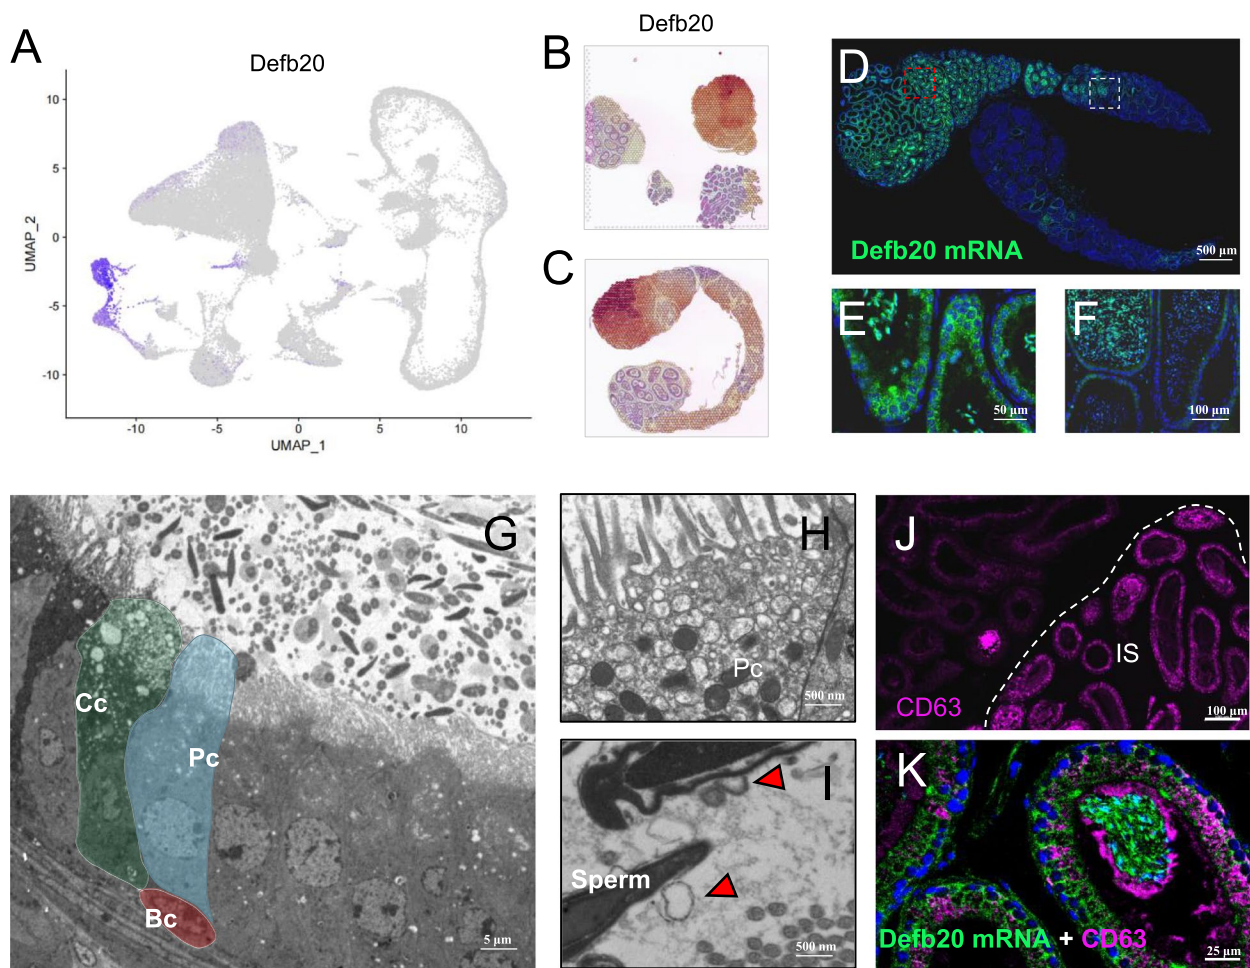 A
Defb20
UMAP_2
10
5
0
-5
-10
-10
-5
0
5
10
UMAP_1
Defb20
B
C
D
Defb20 mRNA
500 µm
E
50 µm
F
100 µm
G
Cc
Pc
Bc
5 µm
H
Pc
500 nm
I
Sperm
500 nm
J
IS
CD63
100 µm
K
Defb20 mRNA + CD63
25 µm